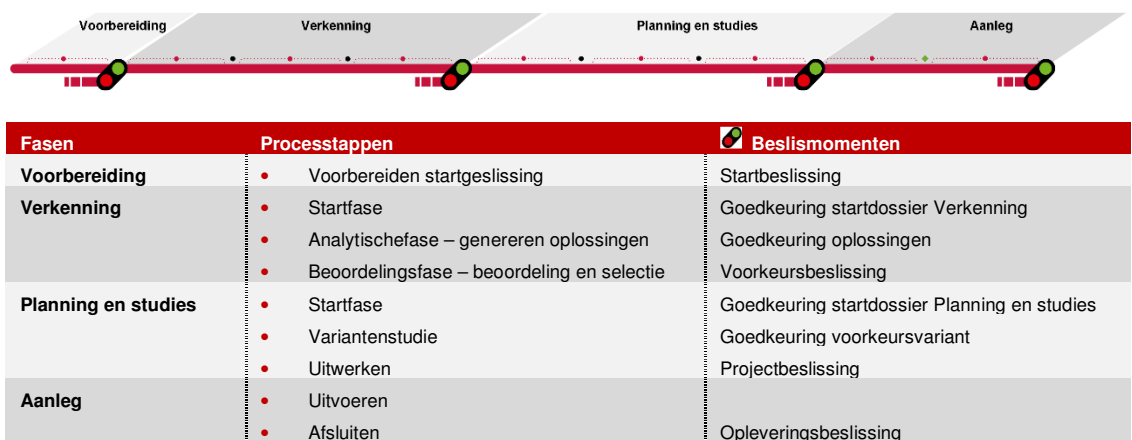 Voorbereiding Verkenning Planning en studies Aanleg
Fasen Processtappen Beslismomenten
Voorbereiding • Voorbereiden startgeslissing Startbeslissing
Verkenning • Startfase Goedkeuring startdossier Verkenning
• Analytischefase – genereren oplossingen Goedkeuring oplossingen
• Beoordelingsfase – beoordeling en selectie Voorkeursbeslissing
Planning en studies • Startfase Goedkeuring startdossier Planning en studies
• Variantenstudie Goedkeuring voorkeursvariant
• Uitwerken Projectbeslissing
Aanleg • Uitvoeren
• Afsluiten Opleveringsbeslissing